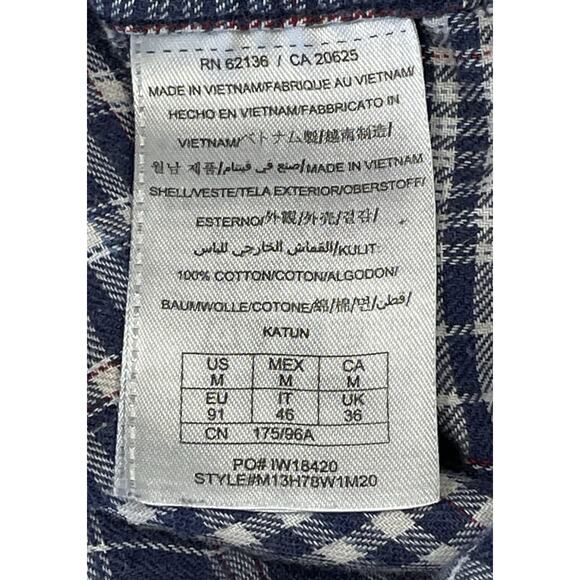 RN 62136 / CA 20625
MADE IN VIETNAM/FABRIQUE AU VIETNAM/
HECHO EN VIETNAM/FABBRICATO IN
VIETNAM/ベトナム製/越南制造/
월남 제품/صنع في فيتنام/MADE IN VIETNAM
SHELL/VESTE/TELA EXTERIOR/OBERSTOFF/
ESTERNO/外観/外壳/겉감/
القماش الخارجي للباس/KULIT:
100% COTTON/COTON/ALGODON/
BAUMWOLLE/COTONE/綿/棉/면/قطن/
KATUN
US MEX CA
M M M
EU IT UK
91 46 36
CN 175/96A
PO# IW18420
STYLE#M13H78W1M20